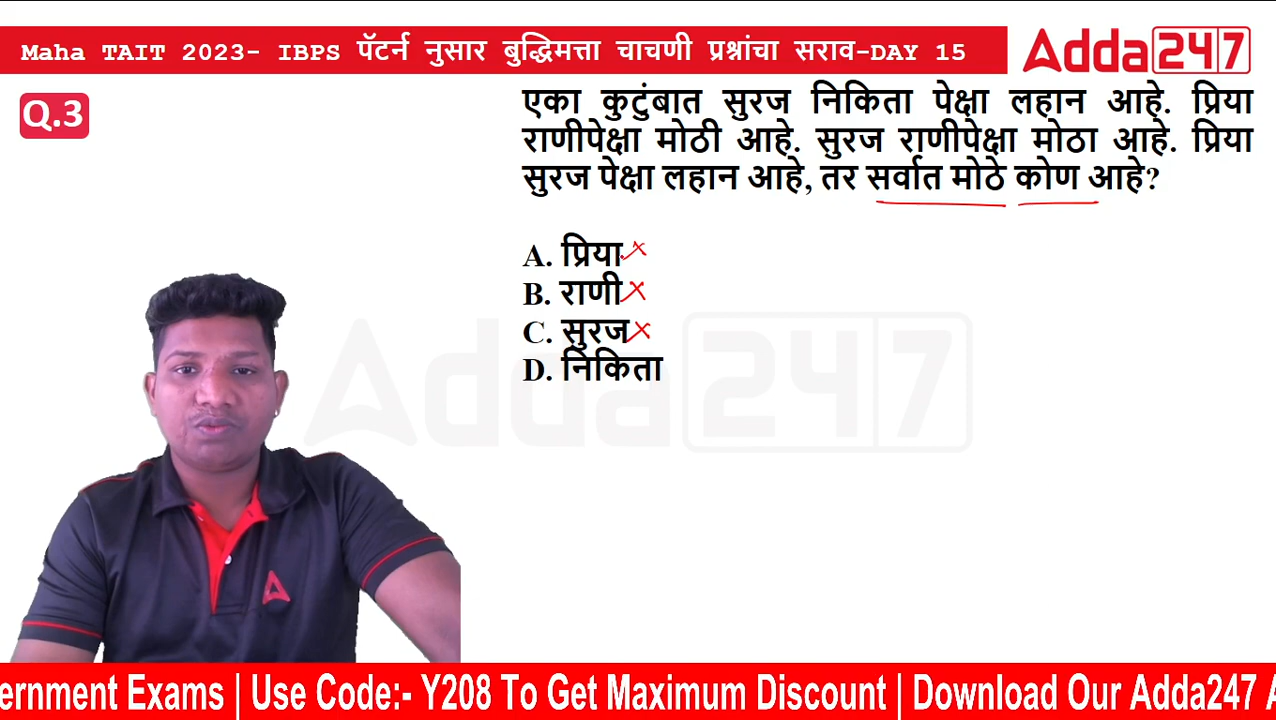 Maha TAIT 2023- IBPS पॅटर्न नुसार बुद्धिमत्ता चाचणी प्रश्नांचा सराव-DAY 15
Adda247
Q.3
एका कुटुंबात सुरज निकिता पेक्षा लहान आहे. प्रिया
राणीपेक्षा मोठी आहे. सुरज राणीपेक्षा मोठा आहे. प्रिया
सुरज पेक्षा लहान आहे, तर सर्वात मोठे कोण आहे?
A. प्रिया
B. राणी
C. सुरज
D. निकिता
Adda247
ernment Exams | Use Code:- Y208 To Get Maximum Discount | Download Our Adda247 A